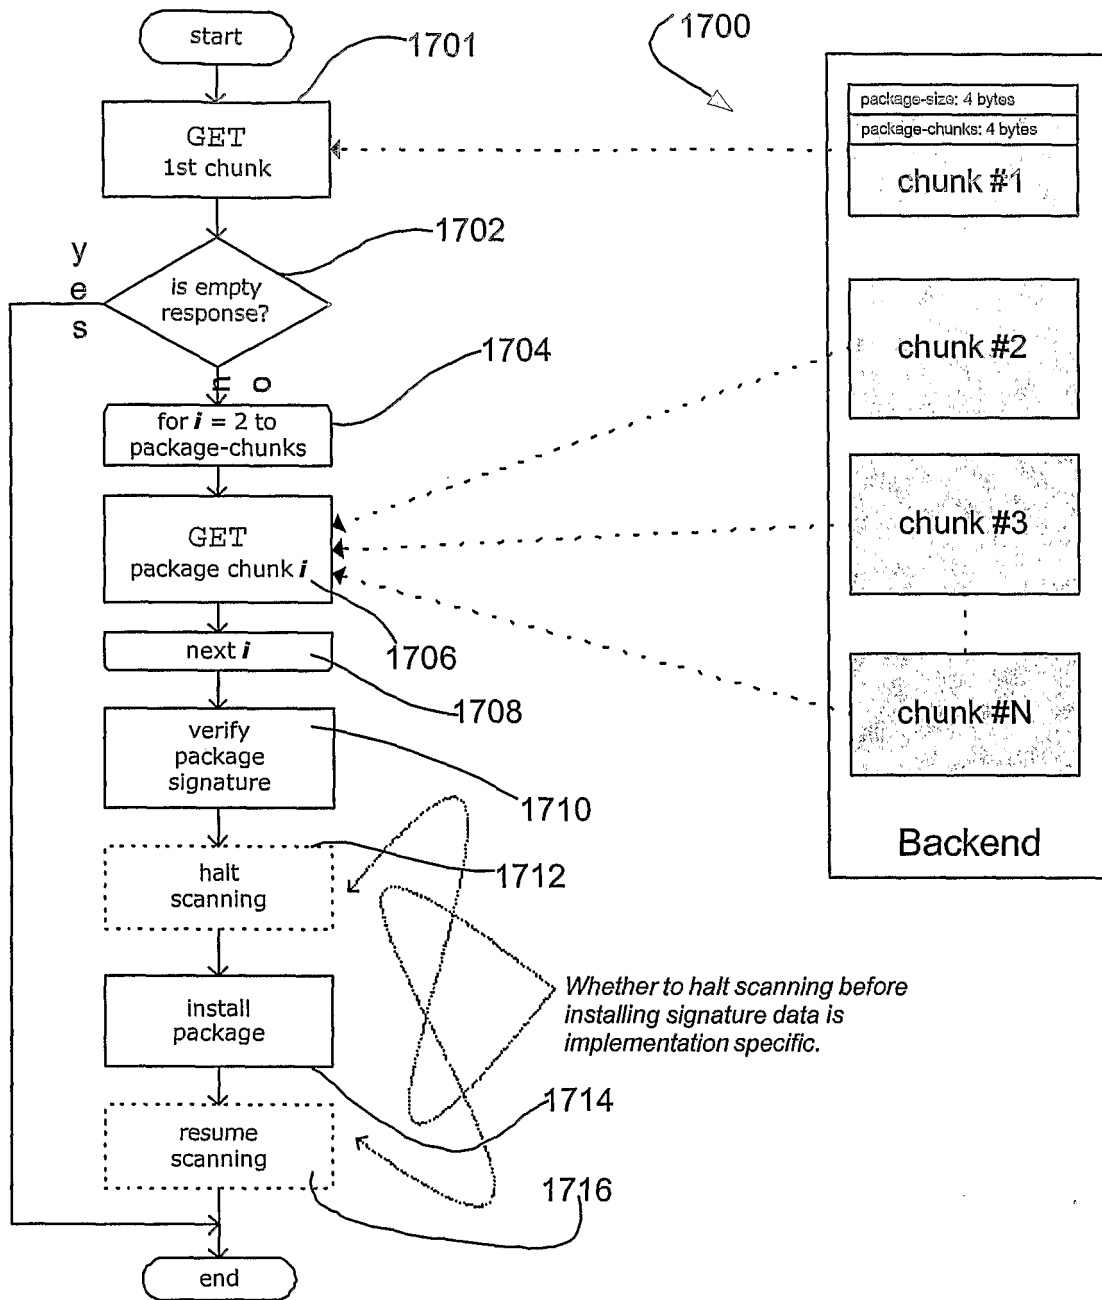 start
1701
1700
GET
1st chunk
package-size: 4 bytes
package-chunks: 4 bytes
chunk #1
1702
yes
is empty
response?
no
1704
for i = 2 to
package-chunks
chunk #2
GET
package chunk i
1706
chunk #3
next i
1708
chunk #N
verify
package
signature
1710
Backend
halt
scanning
1712
install
package
Whether to halt scanning before
installing signature data is
implementation specific.
1714
resume
scanning
1716
end